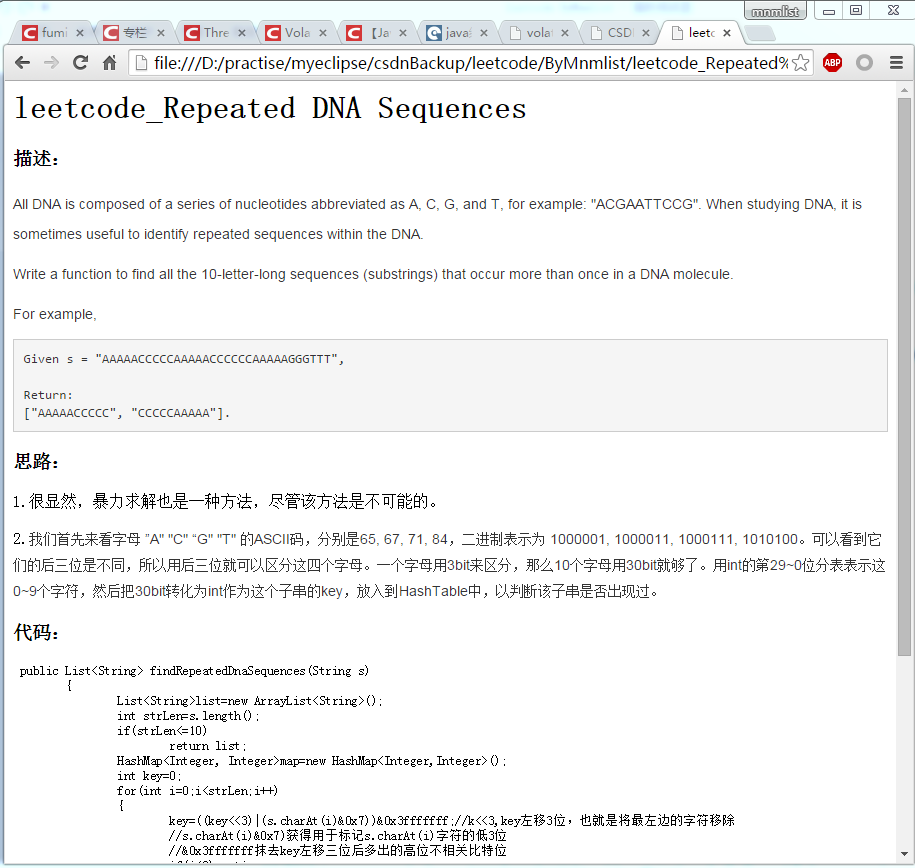 mnmlist
fumi
专栏
Thre
Vola
【Ja
java
volat
CSD
leetc
file:///D:/practise/myeclipse/csdnBackup/leetcode/ByMnmlist/leetcode_Repeated%
ABP
leetcode_Repeated DNA Sequences
描述:
All DNA is composed of a series of nucleotides abbreviated as A, C, G, and T, for example: "ACGAATTCCG". When studying DNA, it is
sometimes useful to identify repeated sequences within the DNA.
Write a function to find all the 10-letter-long sequences (substrings) that occur more than once in a DNA molecule.
For example,
Given s = "AAAAACCCCCAAAAACCCCCCAAAAAGGGTTT",
Return:
["AAAAACCCCC", "CCCCCAAAAA"].
思路:
1.很显然，暴力求解也是一种方法，尽管该方法是不可能的。
2.我们首先来看字母 ”A" "C" “G" "T" 的ASCII码，分别是65, 67, 71, 84，二进制表示为 1000001, 1000011, 1000111, 1010100。可以看到它
们的后三位是不同，所以用后三位就可以区分这四个字母。一个字母用3bit来区分，那么10个字母用30bit就够了。用int的第29~0位分表表示这
0~9个字符，然后把30bit转化为int作为这个子串的key，放入到HashTable中，以判断该子串是否出现过。
代码:
public List<String> findRepeatedDnaSequences(String s)
{
List<String>list=new ArrayList<String>();
int strLen=s.length();
if(strLen<=10)
return list;
HashMap<Integer, Integer>map=new HashMap<Integer,Integer>();
int key=0;
for(int i=0;i<strLen;i++)
{
key=((key<<3)|(s.charAt(i)&0x7))&0x3fffffff;//k<<3,key左移3位，也就是将最左边的字符移除
//s.charAt(i)&0x7)获得用于标记s.charAt(i)字符的低3位
//&0x3fffffff抹去key左移三位后多出的高位不相关比特位